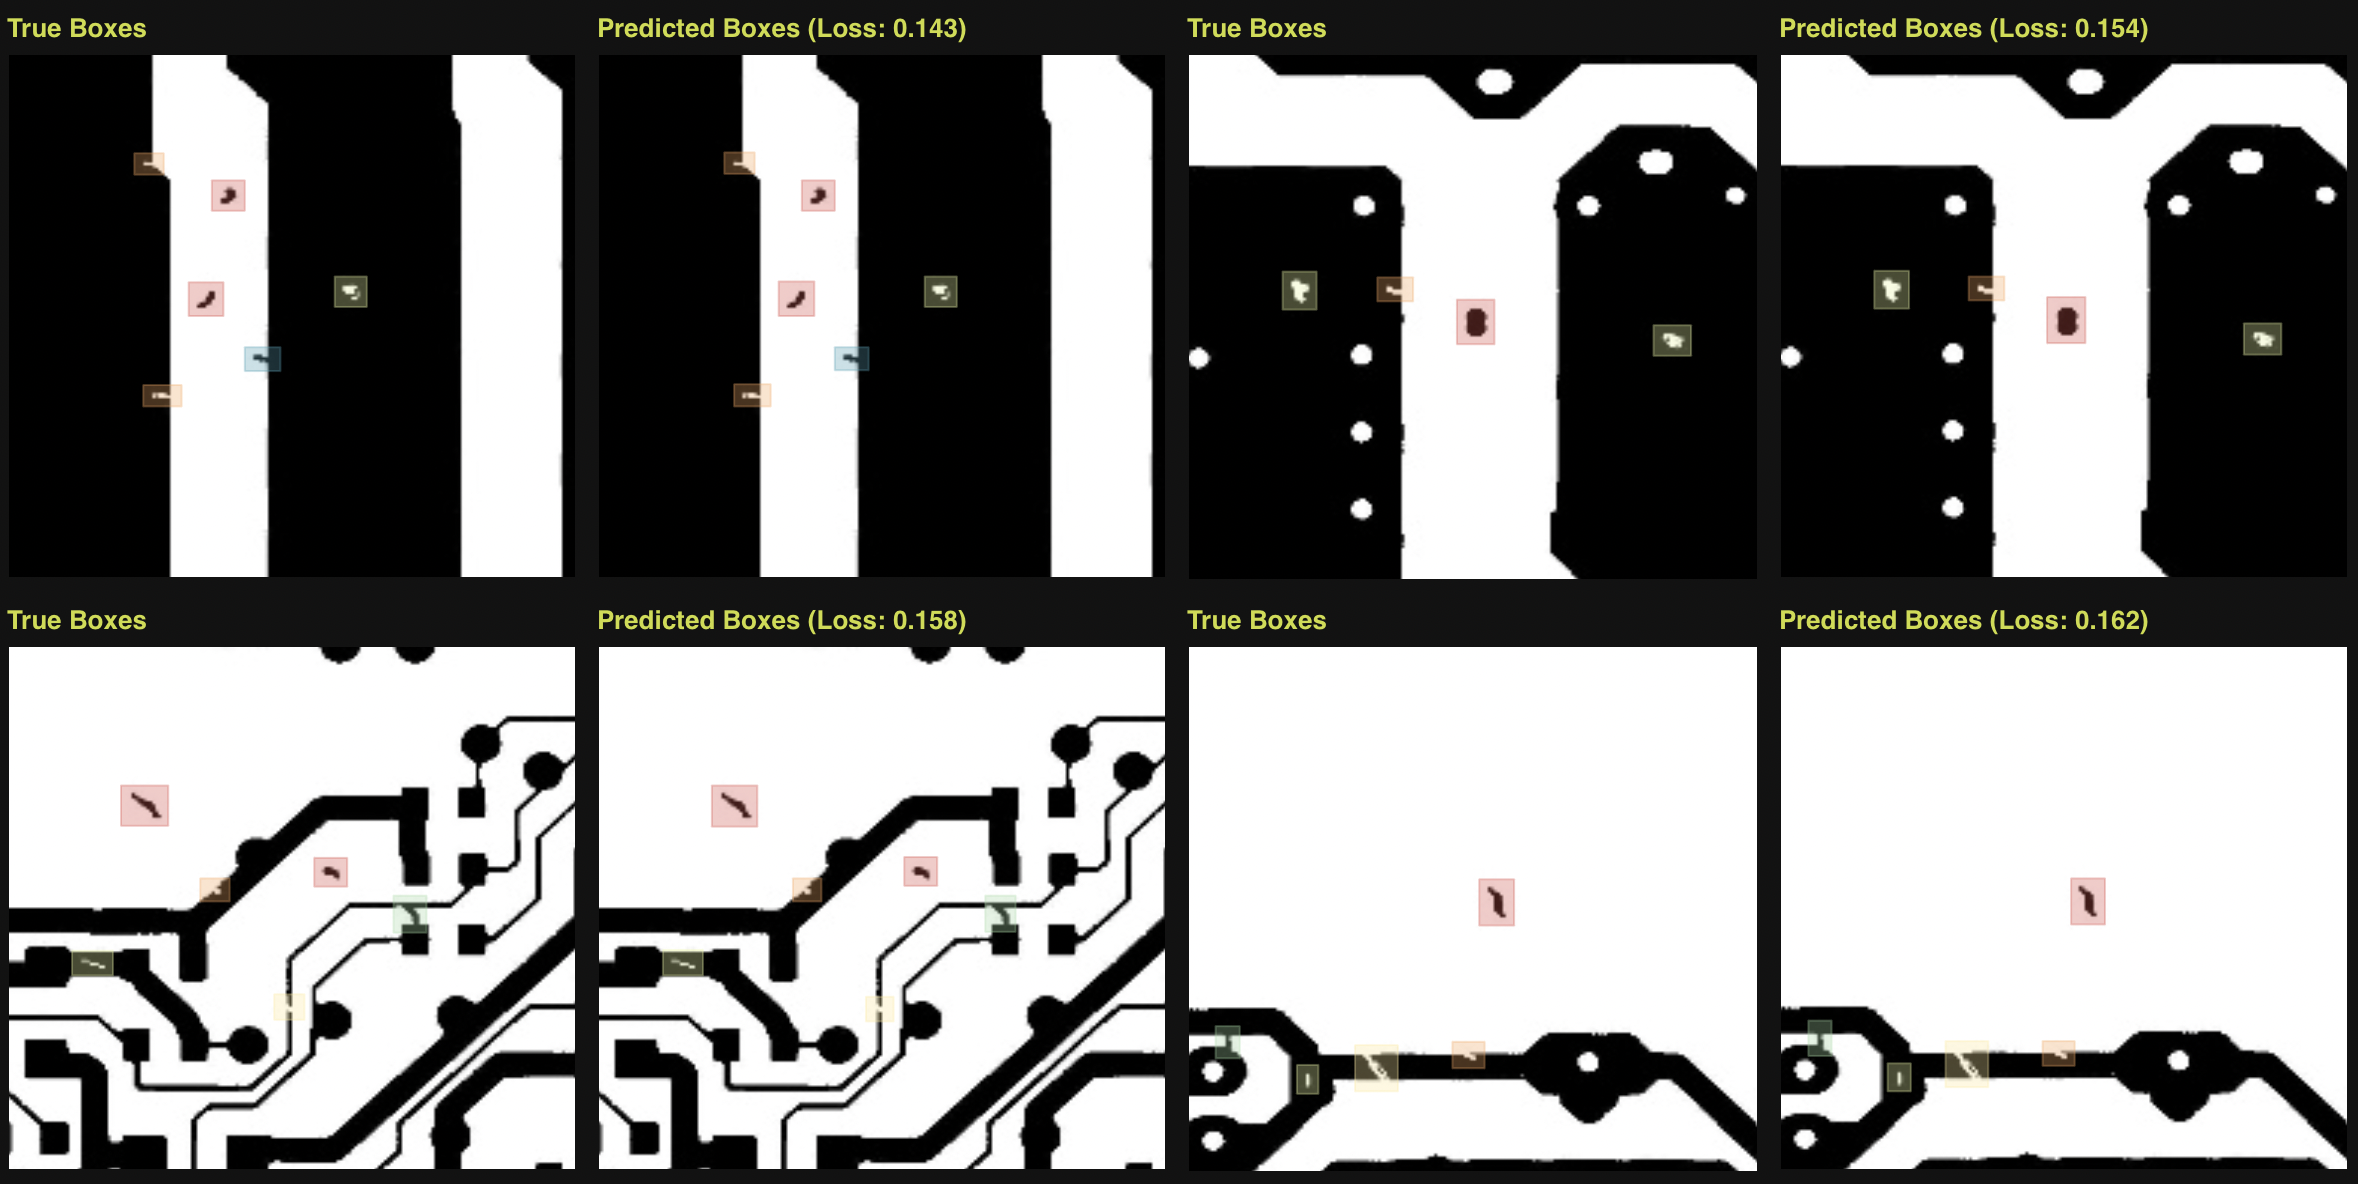 True Boxes
Predicted Boxes (Loss: 0.143)
True Boxes
Predicted Boxes (Loss: 0.154)
True Boxes
Predicted Boxes (Loss: 0.158)
True Boxes
Predicted Boxes (Loss: 0.162)